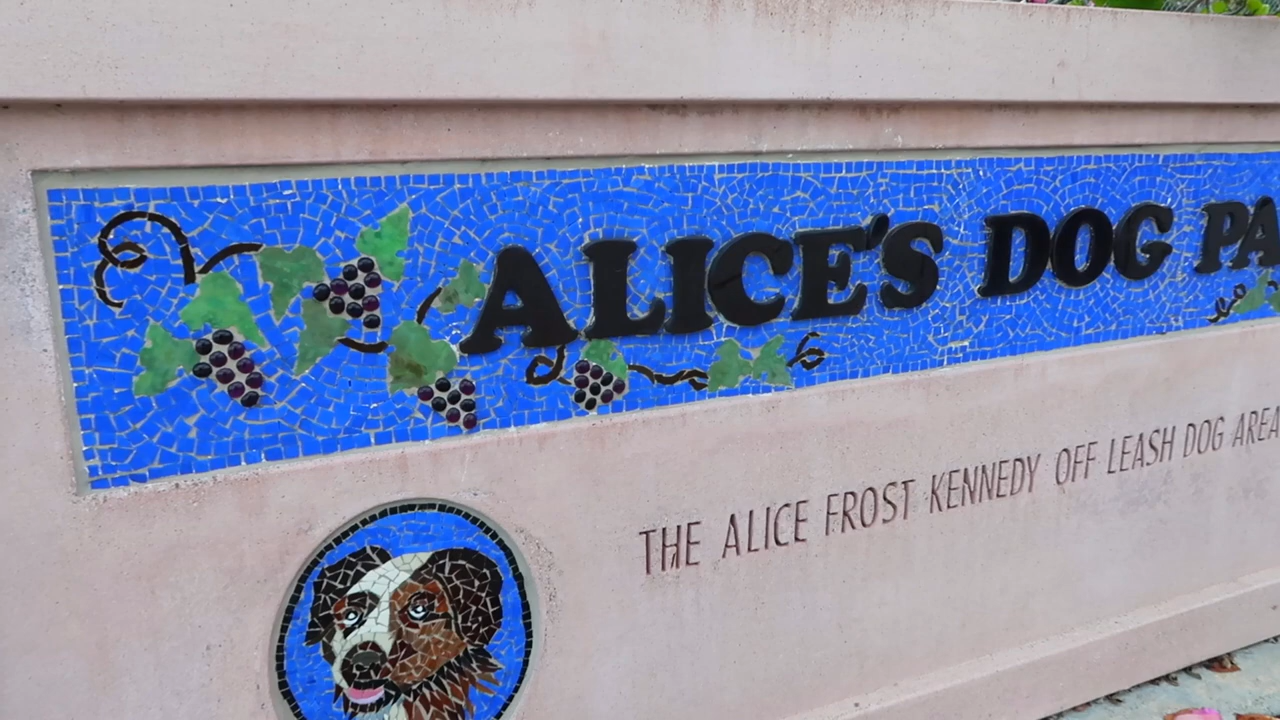 ALICE'S DOG PA
THE ALICE FROST KENNEDY OFF LEASH DOG AREA